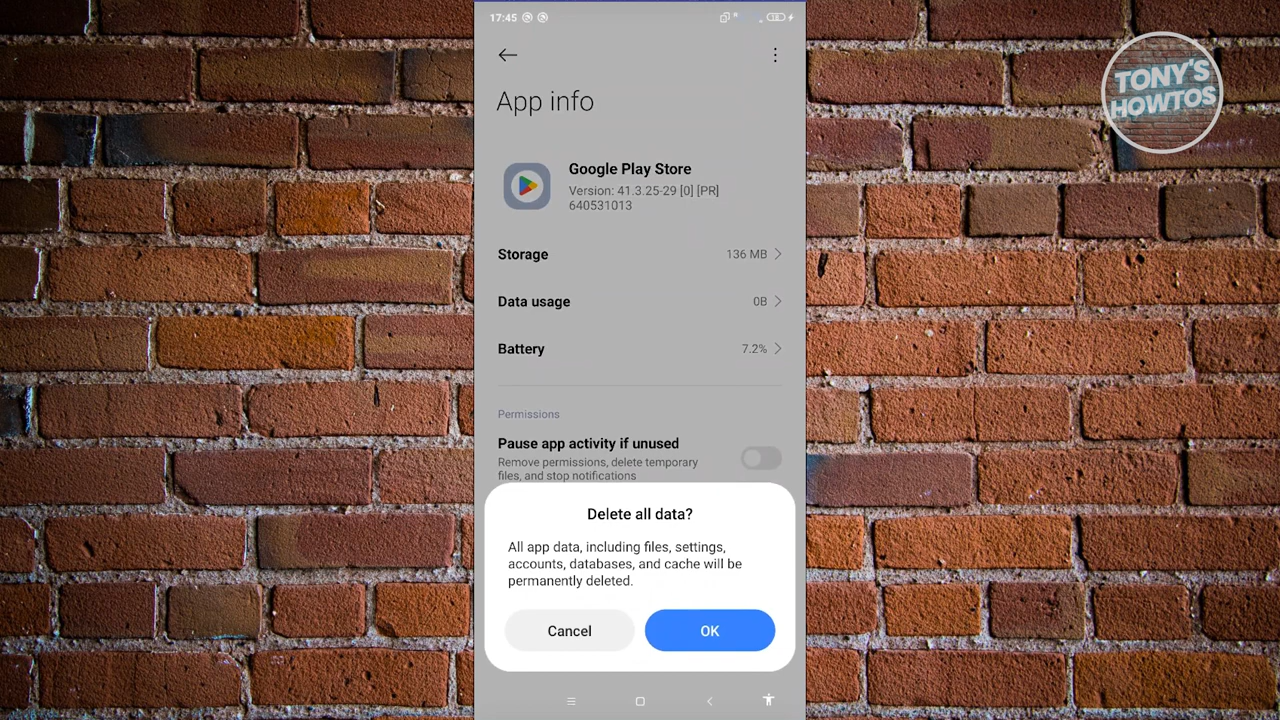 17:45
18
TONY'S
HOWTOS
App info
Google Play Store
Version: 41.3.25-29 [0] [PR]
640531013
Storage 136 MB
Data usage 0B
Battery 7.2%
Permissions
Pause app activity if unused
Remove permissions, delete temporary
files, and stop notifications
Delete all data?
All app data, including files, settings,
accounts, databases, and cache will be
permanently deleted.
Cancel OK